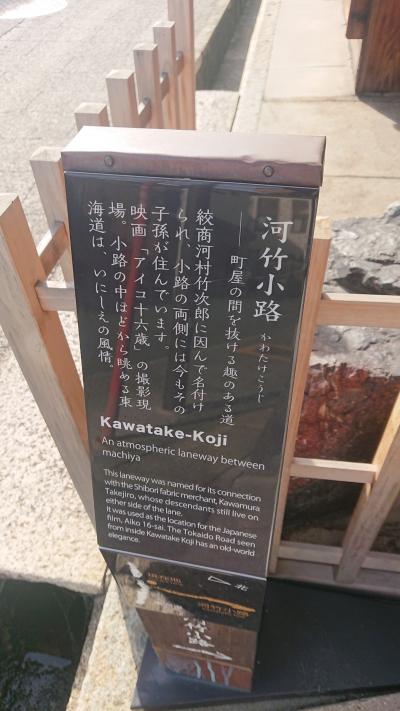 河竹小路 かわたけこうじ
── 町屋の間を抜ける趣のある道
絞商河村竹次郎に因んで名付け
られ、小路の両側には今もその
子孫が住んでいます。
映画「アイコ十六歳」の撮影現
場。小路の中ほどから眺める東
海道は、いにしえの風情。
Kawatake-Koji
An atmospheric laneway between
machiya
This laneway was named for its connection
with the Shibori fabric merchant, Kawamura
Takejiro, whose descendants still live on
either side of the lane.
It was used as the location for the Japanese
film, Aiko 16-sai. The Tokaido Road seen
from inside Kawatake Koji has an old-world
elegance.
河竹小路